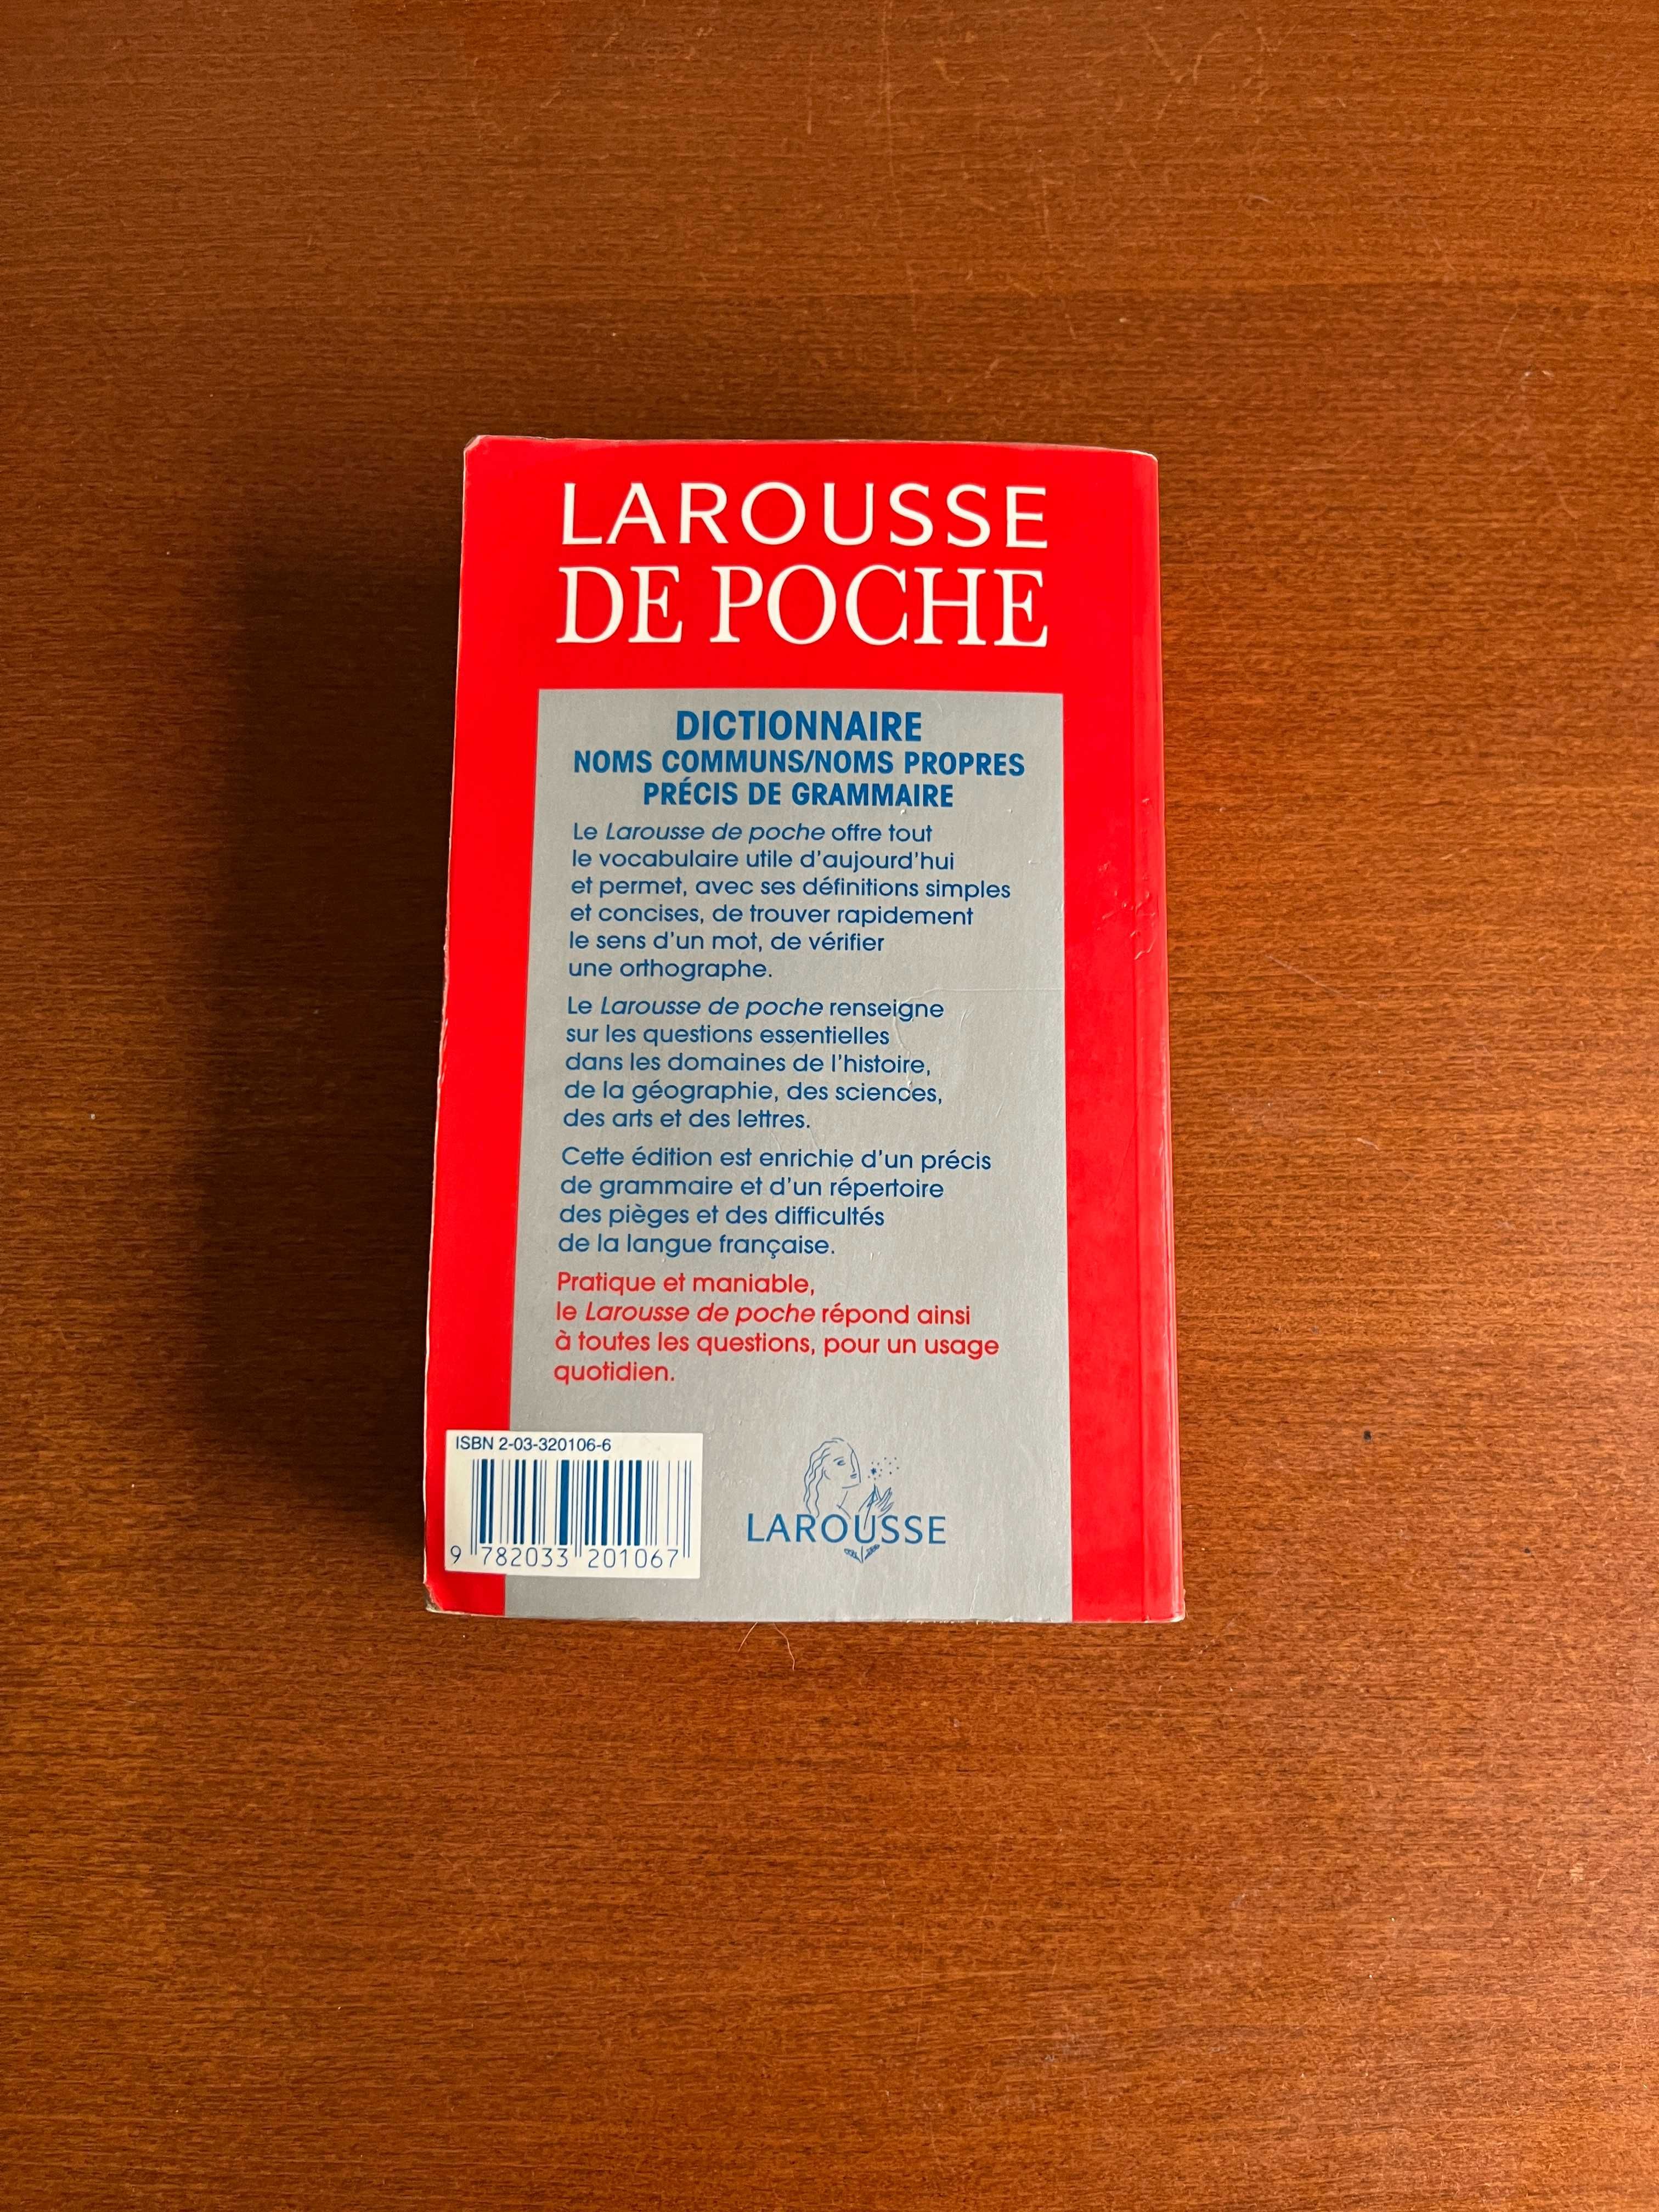 LAROUSSE
DE POCHE
DICTIONNAIRE
NOMS COMMUNS/NOMS PROPRES
PRÉCIS DE GRAMMAIRE
Le Larousse de poche offre tout
le vocabulaire utile d'aujourd'hui
et permet, avec ses définitions simples
et concises, de trouver rapidement
le sens d'un mot, de vérifier
une orthographe.
Le Larousse de poche renseigne
sur les questions essentielles
dans les domaines de l'histoire,
de la géographie, des sciences,
des arts et des lettres.
Cette édition est enrichie d'un précis
de grammaire et d'un répertoire
des pièges et des difficultés
de la langue française.
Pratique et maniable,
le Larousse de poche répond ainsi
à toutes les questions, pour un usage
quotidien.
ISBN 2-03-320106-6
9 782033 201067
LAROUSSE